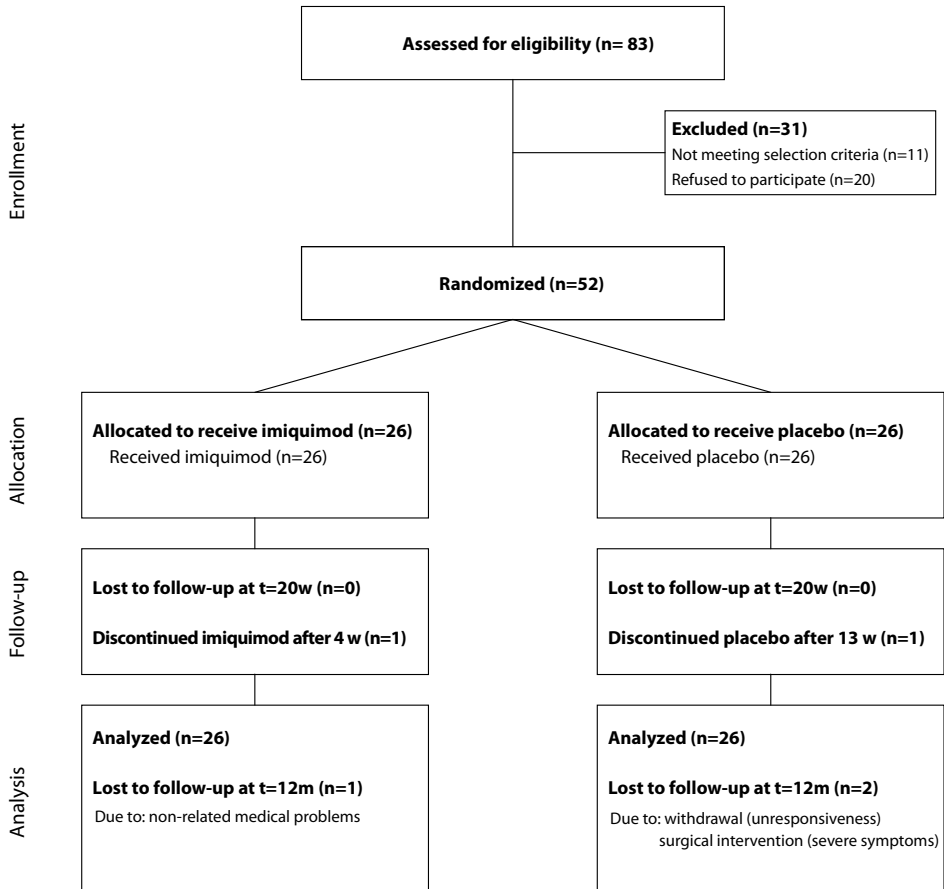 Assessed for eligibility (n= 83)
Enrollment
Excluded (n=31)
Not meeting selection criteria (n=11)
Refused to participate (n=20)
Randomized (n=52)
Allocation
Allocated to receive imiquimod (n=26)
Received imiquimod (n=26)
Allocated to receive placebo (n=26)
Received placebo (n=26)
Follow-up
Lost to follow-up at t=20w (n=0)
Discontinued imiquimod after 4 w (n=1)
Lost to follow-up at t=20w (n=0)
Discontinued placebo after 13 w (n=1)
Analysis
Analyzed (n=26)
Lost to follow-up at t=12m (n=1)
Due to: non-related medical problems
Analyzed (n=26)
Lost to follow-up at t=12m (n=2)
Due to: withdrawal (unresponsiveness)
surgical intervention (severe symptoms)